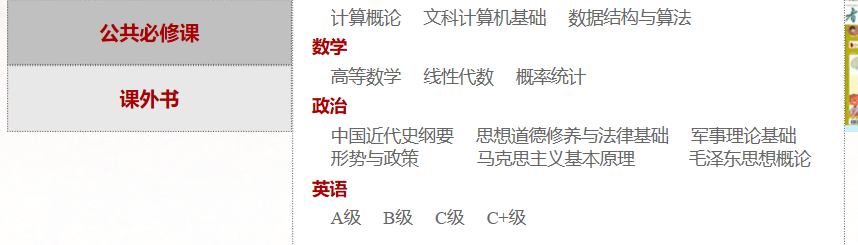 公共必修课
课外书
计算概论 文科计算机基础 数据结构与算法
数学
高等数学 线性代数 概率统计
政治
中国近代史纲要 思想道德修养与法律基础 军事理论基础
形势与政策 马克思主义基本原理 毛泽东思想概论
英语
A级 B级 C级 C+级